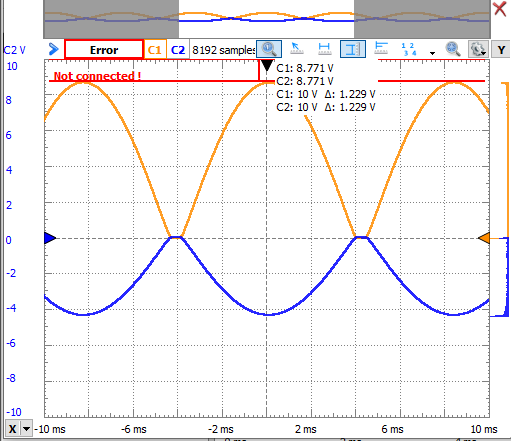 C2 V Error C1 C2 8192 samples Y
10
Not connected !
C1: 8.771 V
C2: 8.771 V
C1: 10 V Δ: 1.229 V
C2: 10 V Δ: 1.229 V
8
6
4
2
0
-2
-4
-6
-8
-10
X -10 ms -6 ms -2 ms 2 ms 6 ms 10 ms